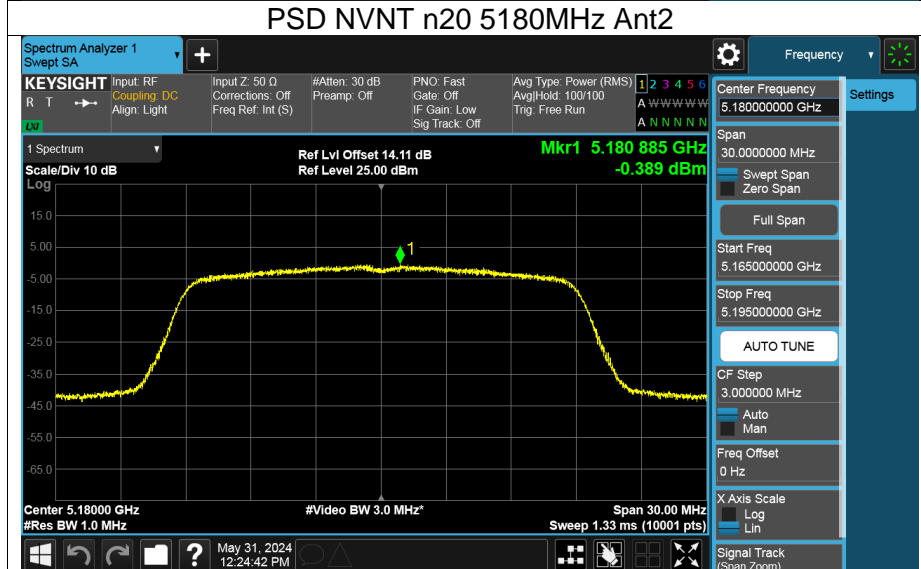 PSD NVNT n20 5180MHz Ant2
Spectrum Analyzer 1
Swept SA
+
Frequency
KEYSIGHT
R T
LXI
Input: RF
Coupling: DC
Align: Light
Input Z: 50 Ω
Corrections: Off
Freq Ref: Int (S)
#Atten: 30 dB
Preamp: Off
PNO: Fast
Gate: Off
IF Gain: Low
Sig Track: Off
Avg Type: Power (RMS)
Avg|Hold: 100/100
Trig: Free Run
1 2 3 4 5 6
A W W W W W
A N N N N N
Center Frequency
5.180000000 GHz
Settings
Span
30.0000000 MHz
Swept Span
Zero Span
Full Span
Start Freq
5.165000000 GHz
Stop Freq
5.195000000 GHz
AUTO TUNE
CF Step
3.000000 MHz
Auto
Man
Freq Offset
0 Hz
X Axis Scale
Log
Lin
Signal Track
(Span Zoom)
1 Spectrum
Scale/Div 10 dB
Log
Ref Lvl Offset 14.11 dB
Ref Level 25.00 dBm
Mkr1 5.180 885 GHz
-0.389 dBm
15.0
5.00
-5.00
-15.0
-25.0
-35.0
-45.0
-55.0
-65.0
1
Center 5.18000 GHz
#Res BW 1.0 MHz
#Video BW 3.0 MHz*
Span 30.00 MHz
Sweep 1.33 ms (10001 pts)
?
May 31, 2024
12:24:42 PM